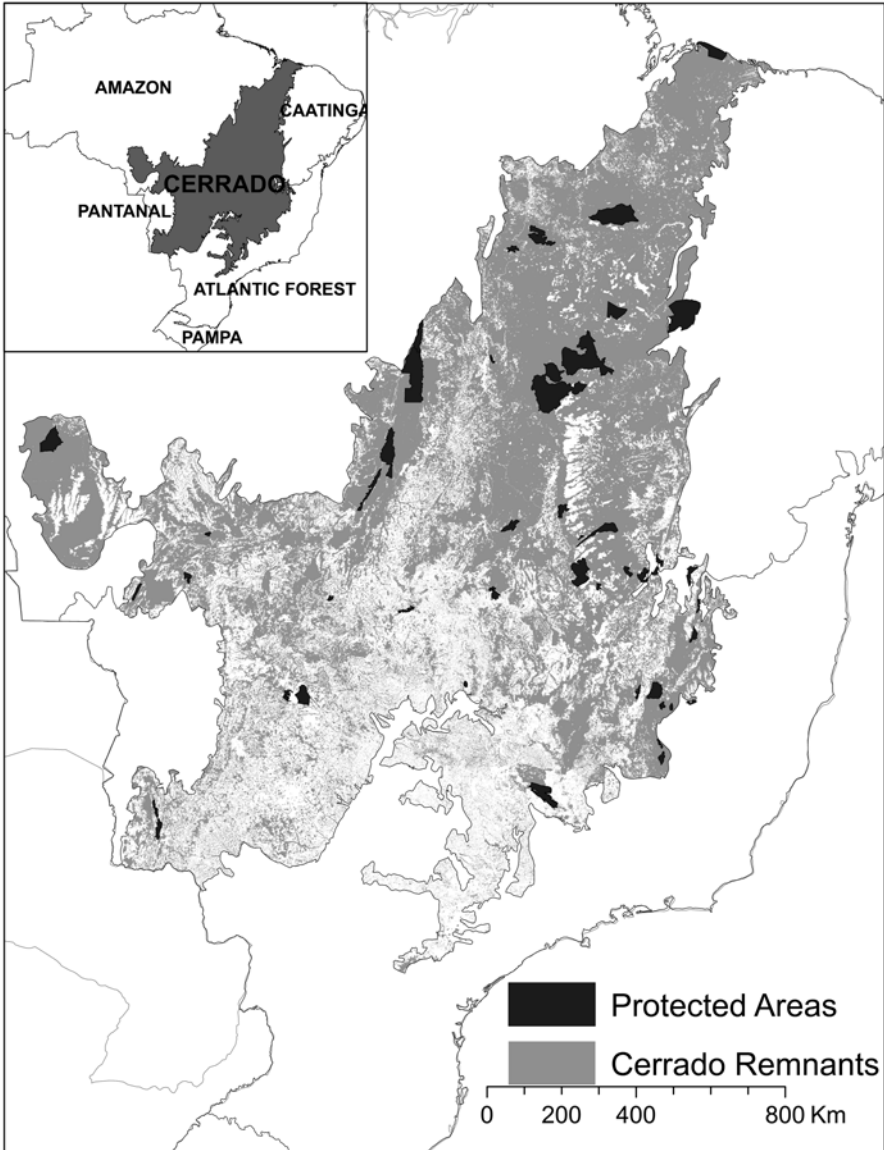 AMAZON
CAATINGA
CERRADO
PANTANAL
ATLANTIC FOREST
PAMPA
Protected Areas
Cerrado Remnants
0 200 400 800 Km